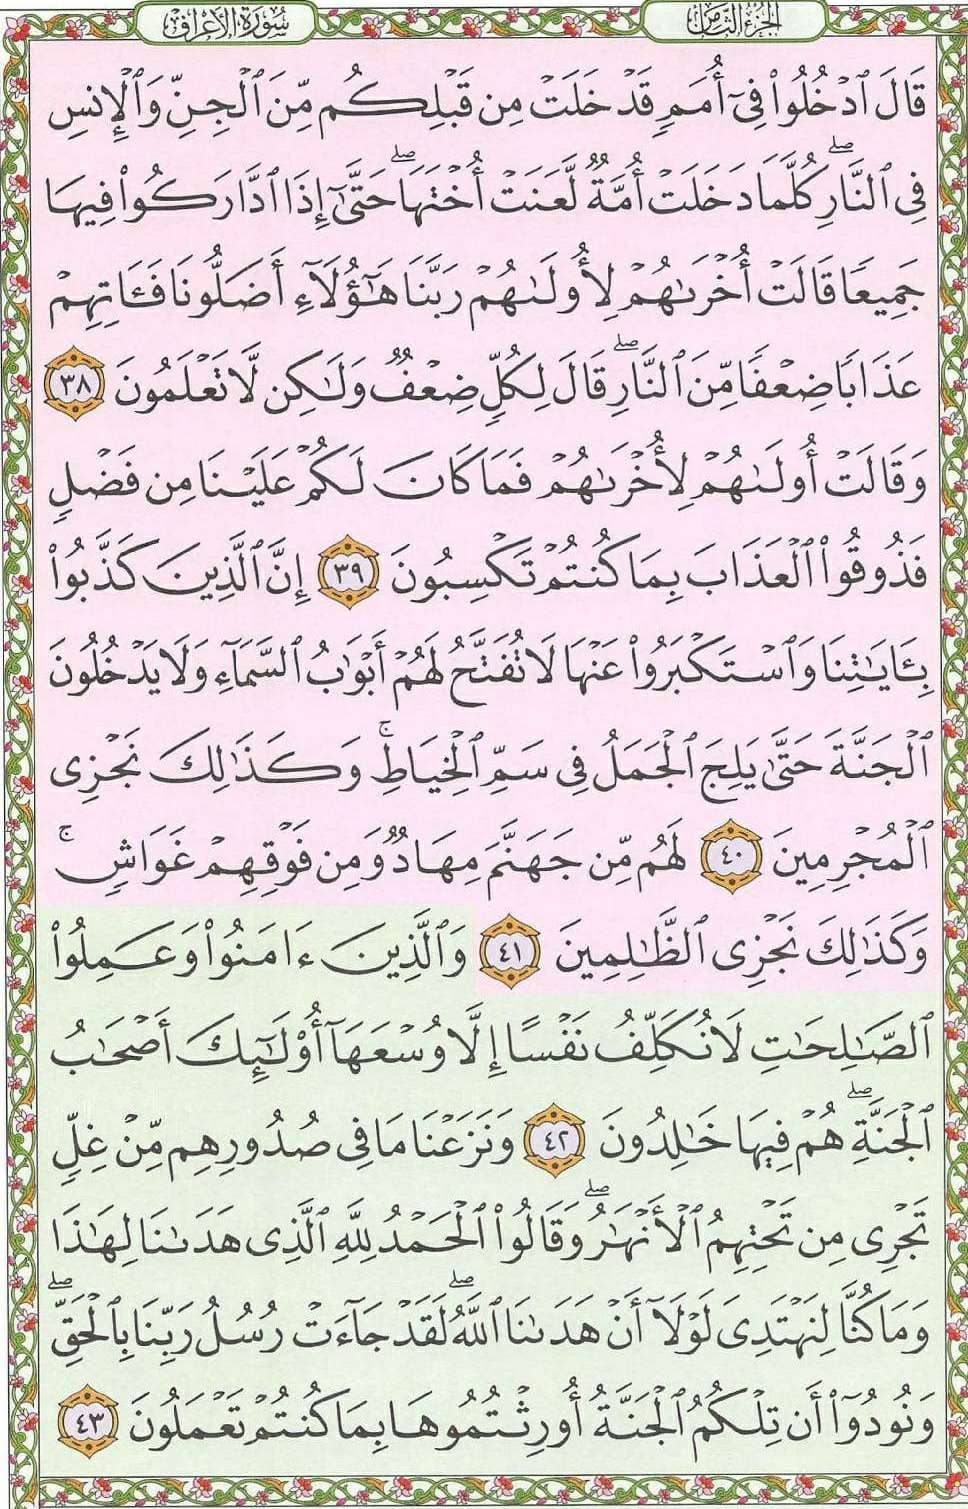 الجزء الثامن
سورة الأعراف
قَالَ ٱدْخُلُوا۟ فِىٓ أُمَمٍۢ قَدْ خَلَتْ مِن قَبْلِكُم مِّنَ ٱلْجِنِّ وَٱلْإِنسِ
فِى ٱلنَّارِ ۖ كُلَّمَا دَخَلَتْ أُمَّةٌۭ لَّعَنَتْ أُخْتَهَا ۖ حَتَّىٰٓ إِذَا ٱدَّارَكُوا۟ فِيهَا
جَمِيعًۭا قَالَتْ أُخْرَىٰهُمْ لِأُولَىٰهُمْ رَبَّنَا هَٰٓؤُلَآءِ أَضَلُّونَا فَـَٔاتِهِمْ
عَذَابًۭا ضِعْفًۭا مِّنَ ٱلنَّارِ ۖ قَالَ لِكُلٍّۢ ضِعْفٌۭ وَلَٰكِن لَّا تَعْلَمُونَ ٣٨
وَقَالَتْ أُولَىٰهُمْ لِأُخْرَىٰهُمْ فَمَا كَانَ لَكُمْ عَلَيْنَا مِن فَضْلٍۢ
فَذُوقُوا۟ ٱلْعَذَابَ بِمَا كُنتُمْ تَكْسِبُونَ ٣٩ إِنَّ ٱلَّذِينَ كَذَّبُوا۟
بِـَٔايَٰتِنَا وَٱسْتَكْبَرُوا۟ عَنْهَا لَا تُفَتَّحُ لَهُمْ أَبْوَٰبُ ٱلسَّمَآءِ وَلَا يَدْخُلُونَ
ٱلْجَنَّةَ حَتَّىٰ يَلِجَ ٱلْجَمَلُ فِى سَمِّ ٱلْخِيَاطِ ۚ وَكَذَٰلِكَ نَجْزِى
ٱلْمُجْرِمِينَ ٤٠ لَهُم مِّن جَهَنَّمَ مِهَادٌۭ وَمِن فَوْقِهِمْ غَوَاشٍۢ ۚ
وَكَذَٰلِكَ نَجْزِى ٱلظَّٰلِمِينَ ٤١ وَٱلَّذِينَ ءَامَنُوا۟ وَعَمِلُوا۟
ٱلصَّٰلِحَٰتِ لَا نُكَلِّفُ نَفْسًا إِلَّا وُسْعَهَآ أُو۟لَٰٓئِكَ أَصْحَٰبُ
ٱلْجَنَّةِ ۖ هُمْ فِيهَا خَٰلِدُونَ ٤٢ وَنَزَعْنَا مَا فِى صُدُورِهِم مِّنْ غِلٍّۢ
تَجْرِى مِن تَحْتِهِمُ ٱلْأَنْهَٰرُ ۖ وَقَالُوا۟ ٱلْحَمْدُ لِلَّهِ ٱلَّذِى هَدَىٰنَا لِهَٰذَا
وَمَا كُنَّا لِنَهْتَدِىَ لَوْلَآ أَنْ هَدَىٰنَا ٱللَّهُ ۖ لَقَدْ جَآءَتْ رُسُلُ رَبِّنَا بِٱلْحَقِّ ۖ
وَنُودُوٓا۟ أَن تِلْكُمُ ٱلْجَنَّةُ أُورِثْتُمُوهَا بِمَا كُنتُمْ تَعْمَلُونَ ٤٣